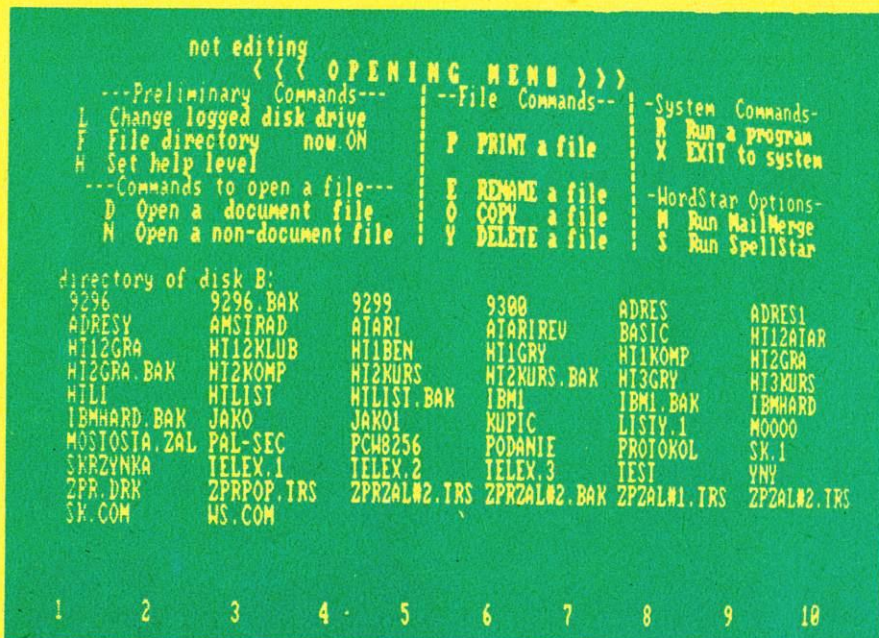 not editing
< < < OPENING MENU > > >
---Preliminary Commands--- | --File Commands-- | -System Commands-
L Change logged disk drive | | R Run a program
F File directory now ON | P PRINT a file | X EXIT to system
H Set help level | |
---Commands to open a file--- | E RENAME a file | -WordStar Options-
D Open a document file | O COPY a file | M Run MailMerge
N Open a non-document file | Y DELETE a file | S Run SpellStar
directory of disk B:
9296 9296.BAK 9299 9300 ADRES ADRES1
ADRESY AMSTRAD ATARI ATARIREV BASIC HT12ATAR
HT12GRA HT12KLUB HT1BEN HT1GRY HT1KOMP HT2GRA
HT2GRA.BAK HT2KOMP HT2KURS HT2KURS.BAK HT3GRY HT3KURS
HTL1 HTLIST HTLIST.BAK IBM1 IBM1.BAK IBMHARD
IBMHARD.BAK JAKO JAKO1 KUPIC LISTY.1 MOOOO
MOSTOSTA.ZAL PAL-SEC PCW8256 PODANIE PROTOKOL SK.1
SKRZYNKA TELEX.1 TELEX.2 TELEX.3 TEST YNY
ZPR.DRK ZPRPOP.TRS ZPRZAL#2.TRS ZPRZAL#2.BAK ZPZAL#1.TRS ZPZAL#2.TRS
SK.COM WS.COM
1 2 3 4 5 6 7 8 9 10